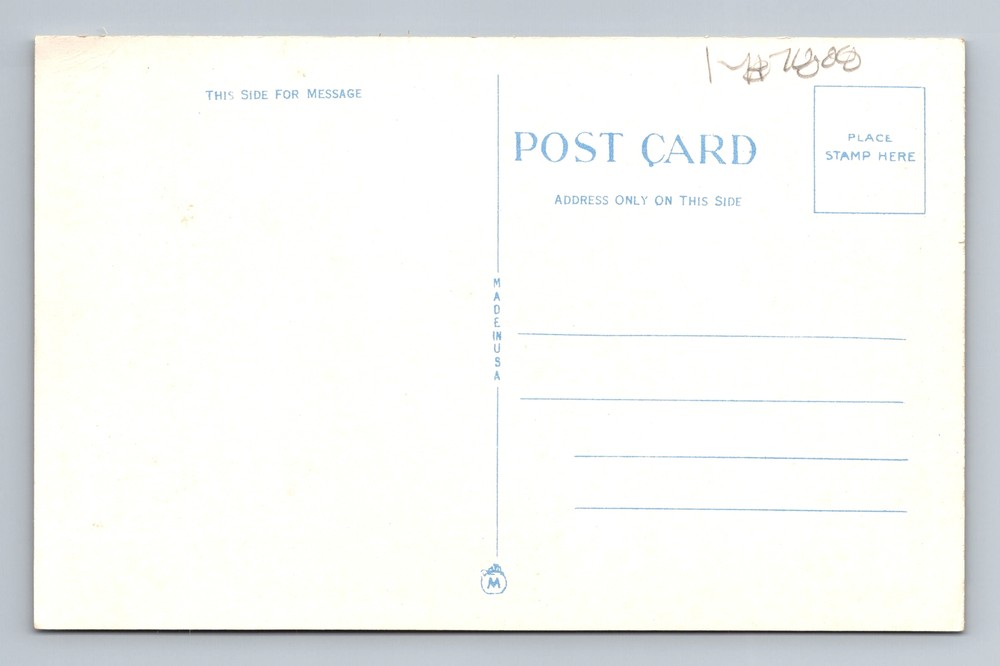 THIS SIDE FOR MESSAGE
POST CARD
ADDRESS ONLY ON THIS SIDE
PLACE
STAMP HERE
MADE IN USA
M